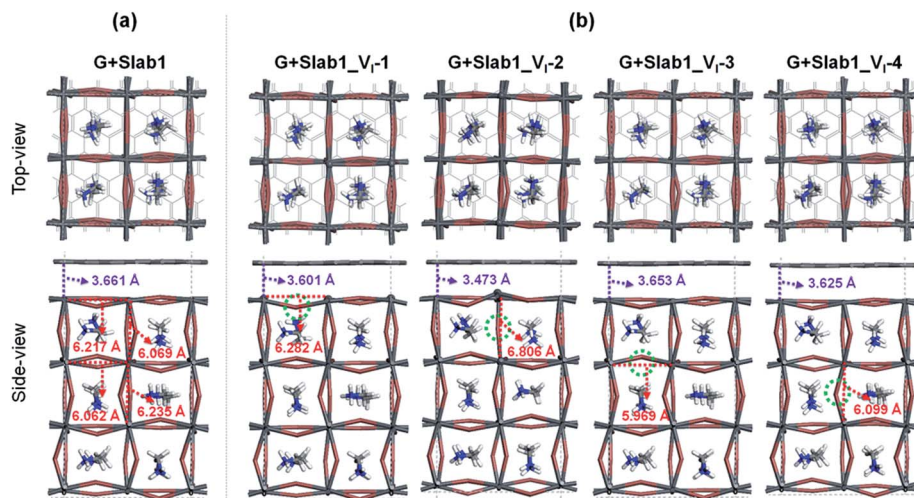 (a)
(b)
G+Slab1
G+Slab1_V_I-1
G+Slab1_V_I-2
G+Slab1_V_I-3
G+Slab1_V_I-4
Top-view
Side-view
3.661 Å
6.217 Å
6.069 Å
6.062 Å
6.235 Å
3.601 Å
6.282 Å
3.473 Å
6.806 Å
3.653 Å
5.969 Å
3.625 Å
6.099 Å